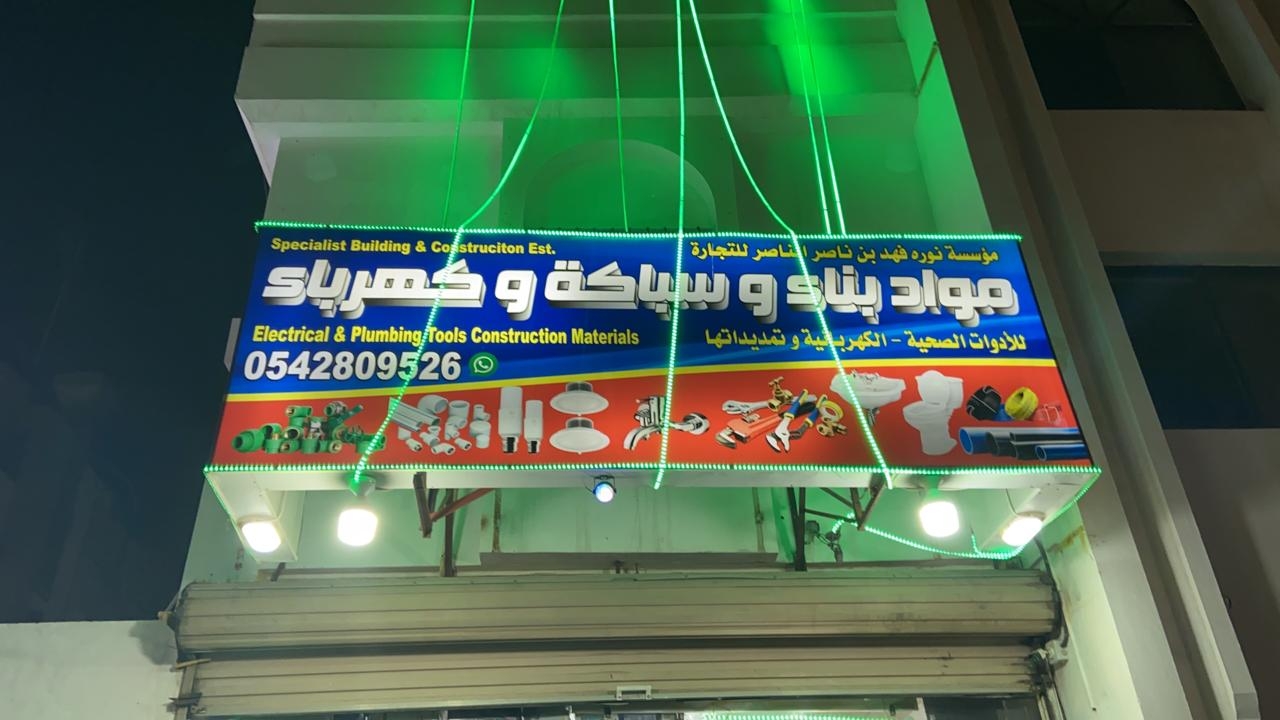 Specialist Building & Construciton Est.
مؤسسة نوره فهد بن ناصر الناصر للتجارة
مواد بناء و سباكة و كهرباء
Electrical & Plumbing Tools Construction Materials
للأدوات الصحية - الكهربائية و تمديداتها
0542809526